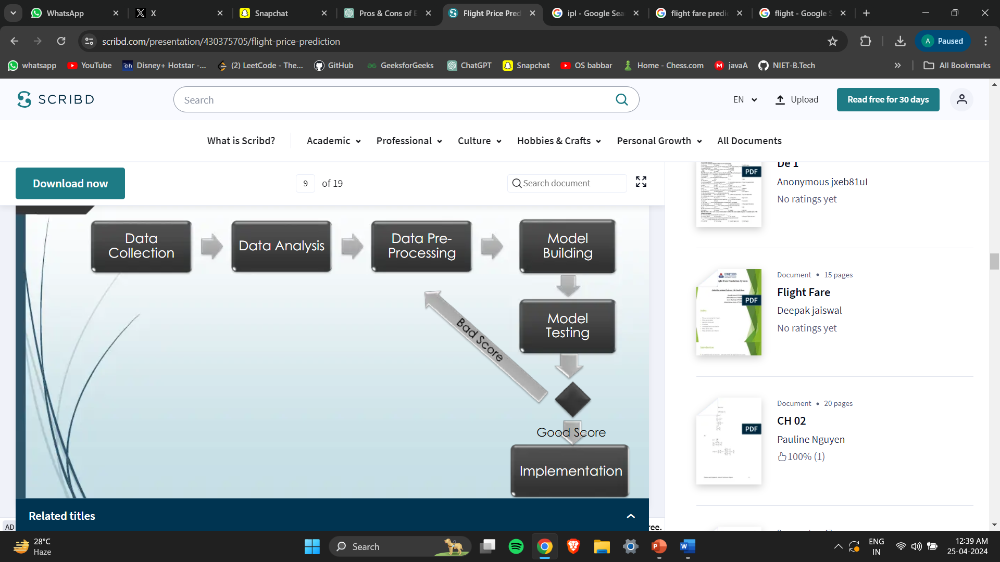 WhatsApp
X
Snapchat
Pros & Cons of E
Flight Price Pred
ipl - Google Sea
flight fare predi
flight - Google S
scribd.com/presentation/430375705/flight-price-prediction
A Paused
whatsapp
YouTube
Disney+ Hotstar -...
(2) LeetCode - The...
GitHub
GeeksforGeeks
ChatGPT
Snapchat
OS babbar
Home - Chess.com
javaA
NIET-B.Tech
All Bookmarks
SCRIBD
Search
EN
Upload
Read free for 30 days
What is Scribd?
Academic
Professional
Culture
Hobbies & Crafts
Personal Growth
All Documents
Download now
9 of 19
Search document
Data
Collection
Data Analysis
Data Pre-
Processing
Model
Building
Model
Testing
Bad Score
Good Score
Implementation
Related titles
AD
ree.
De 1
PDF
Anonymous jxeb81uI
No ratings yet
Document • 15 pages
UNITED
PDF
Flight Fare
Deepak jaiswal
No ratings yet
Document • 20 pages
PDF
CH 02
Pauline Nguyen
100% (1)
28°C
Haze
Search
ENG
IN
12:39 AM
25-04-2024